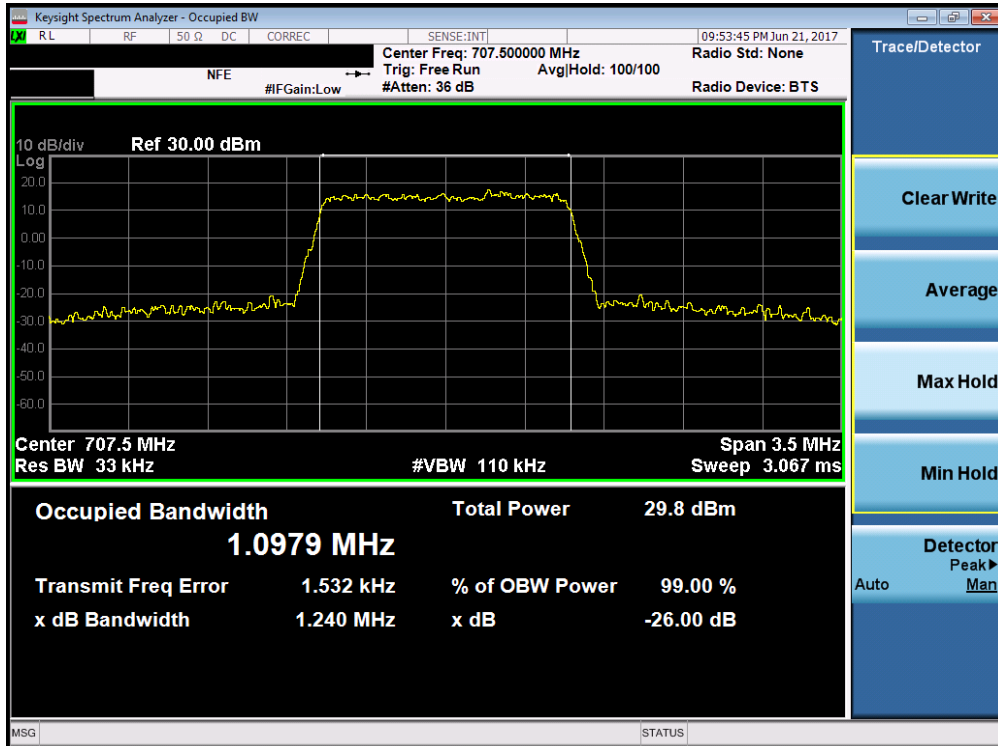 Keysight Spectrum Analyzer - Occupied BW
LXI RL RF 50 Ω DC CORREC SENSE:INT 09:53:45 PM Jun 21, 2017
Center Freq: 707.500000 MHz Radio Std: None
NFE Trig: Free Run Avg|Hold: 100/100
#IFGain:Low #Atten: 36 dB Radio Device: BTS
10 dB/div Ref 30.00 dBm
Log
20.0
10.0
0.00
-10.0
-20.0
-30.0
-40.0
-50.0
-60.0
Center 707.5 MHz Span 3.5 MHz
Res BW 33 kHz #VBW 110 kHz Sweep 3.067 ms
Occupied Bandwidth Total Power 29.8 dBm
1.0979 MHz
Transmit Freq Error 1.532 kHz % of OBW Power 99.00 %
x dB Bandwidth 1.240 MHz x dB -26.00 dB
MSG STATUS
Trace/Detector
Clear Write
Average
Max Hold
Min Hold
Detector
Peak▶
Auto Man